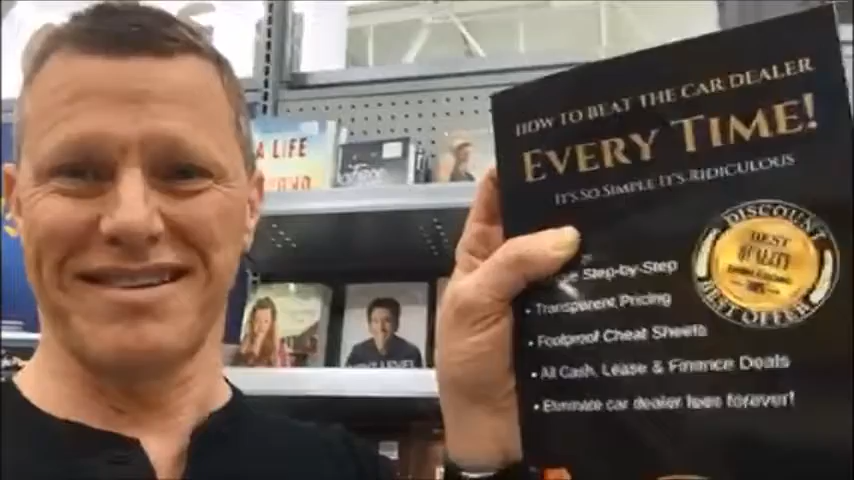 HOW TO BEAT THE CAR DEALER
EVERY TIME!
IT'S SO SIMPLE IT'S RIDICULOUS
Step-by-Step
• Transparent Pricing
• Foolproof Cheat Sheets
• All Cash, Lease & Finance Deals
• Eliminate car dealer fees forever!
DISCOUNT
BEST
QUALITY
BEST OFFER
A LIFE
LEVEL